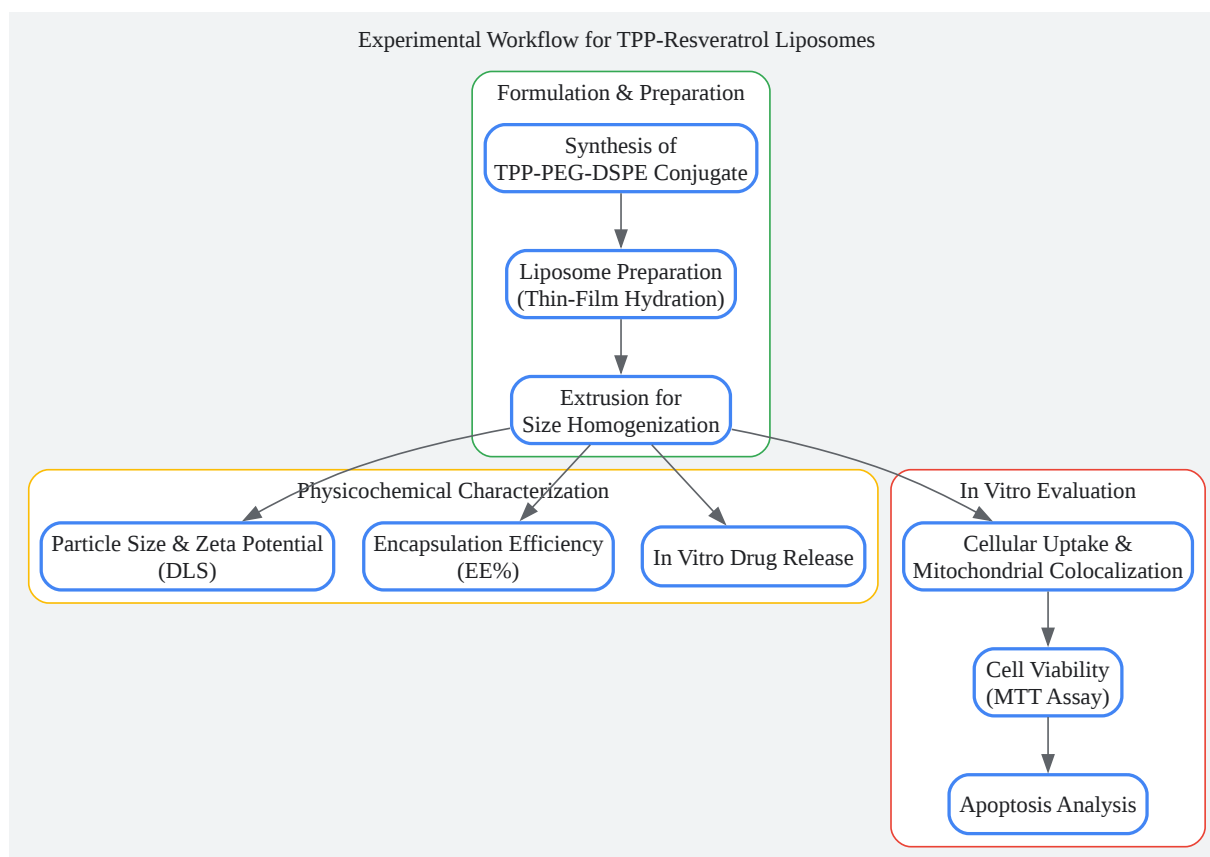 Experimental Workflow for TPP-Resveratrol Liposomes
Formulation & Preparation
Synthesis of
TPP-PEG-DSPE Conjugate
Liposome Preparation
(Thin-Film Hydration)
Extrusion for
Size Homogenization
Physicochemical Characterization
Particle Size & Zeta Potential
(DLS)
Encapsulation Efficiency
(EE%)
In Vitro Drug Release
In Vitro Evaluation
Cellular Uptake &
Mitochondrial Colocalization
Cell Viability
(MTT Assay)
Apoptosis Analysis